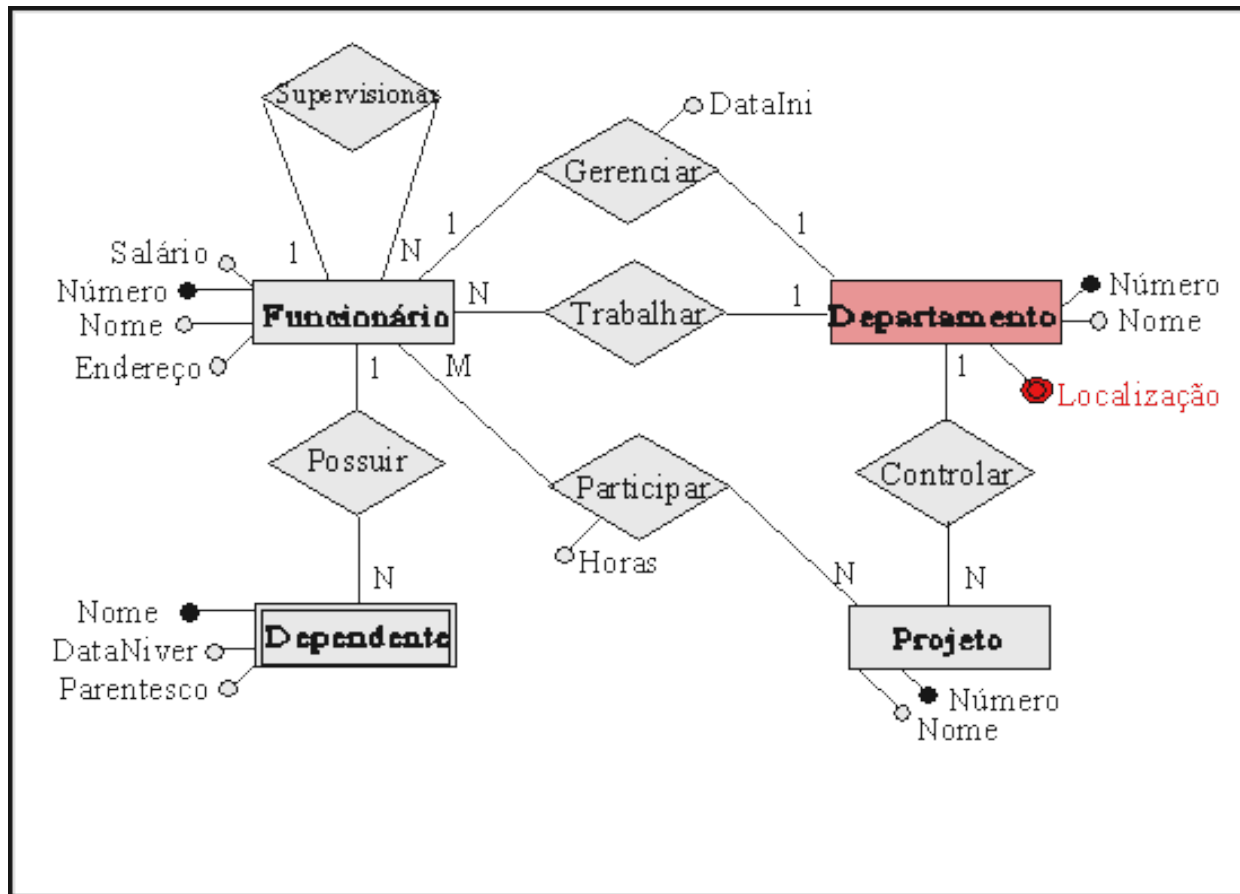 Supervisionar
DataIni
Gerenciar
1
1
Salário
1
N
Número
Funcionário
N
Trabalhar
1
Departamento
Número
Nome
Nome
Endereço
1
M
1
Localização
Possuir
Participar
Controlar
Horas
N
N
N
Nome
Dependente
DataNiver
Parentesco
Projeto
Número
Nome